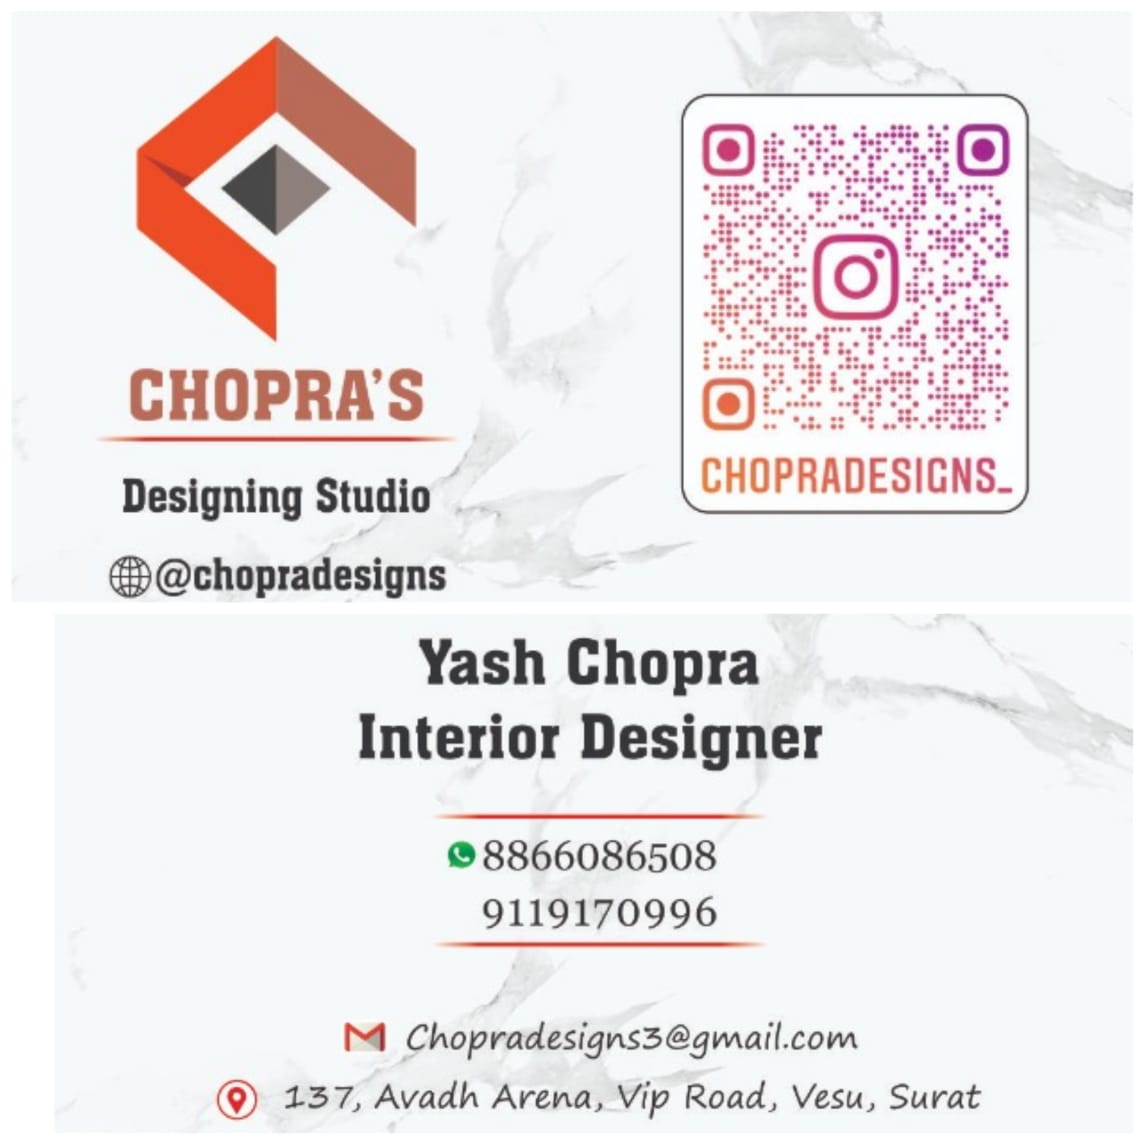 CHOPRA'S
Designing Studio
@chopradesigns
CHOPRADESIGNS_
Yash Chopra
Interior Designer
8866086508
9119170996
Chopradesigns3@gmail.com
137, Avadh Arena, Vip Road, Vesu, Surat